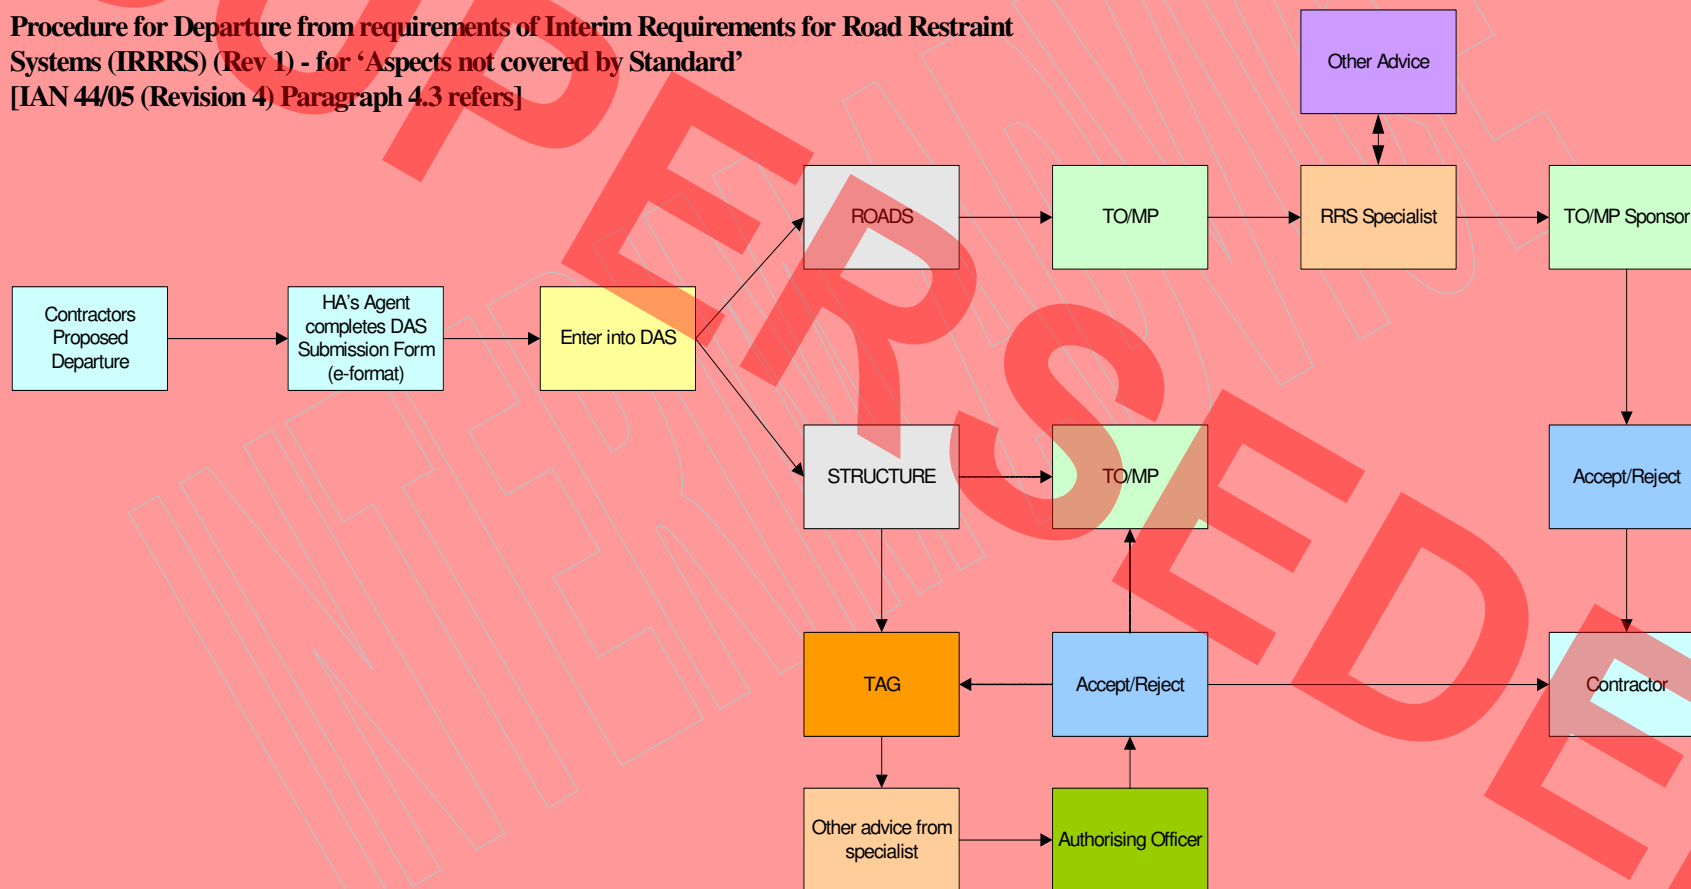 Procedure for Departure from requirements of Interim Requirements for Road Restraint
Systems (IRRRS) (Rev 1) - for ‘Aspects not covered by Standard’
[IAN 44/05 (Revision 4) Paragraph 4.3 refers]
Other Advice
ROADS
TO/MP
RRS Specialist
TO/MP Sponsor
Contractors
Proposed
Departure
HA's Agent
completes DAS
Submission Form
(e-format)
Enter into DAS
STRUCTURE
TO/MP
Accept/Reject
TAG
Accept/Reject
Contractor
Other advice from
specialist
Authorising Officer
SUPERSEDE